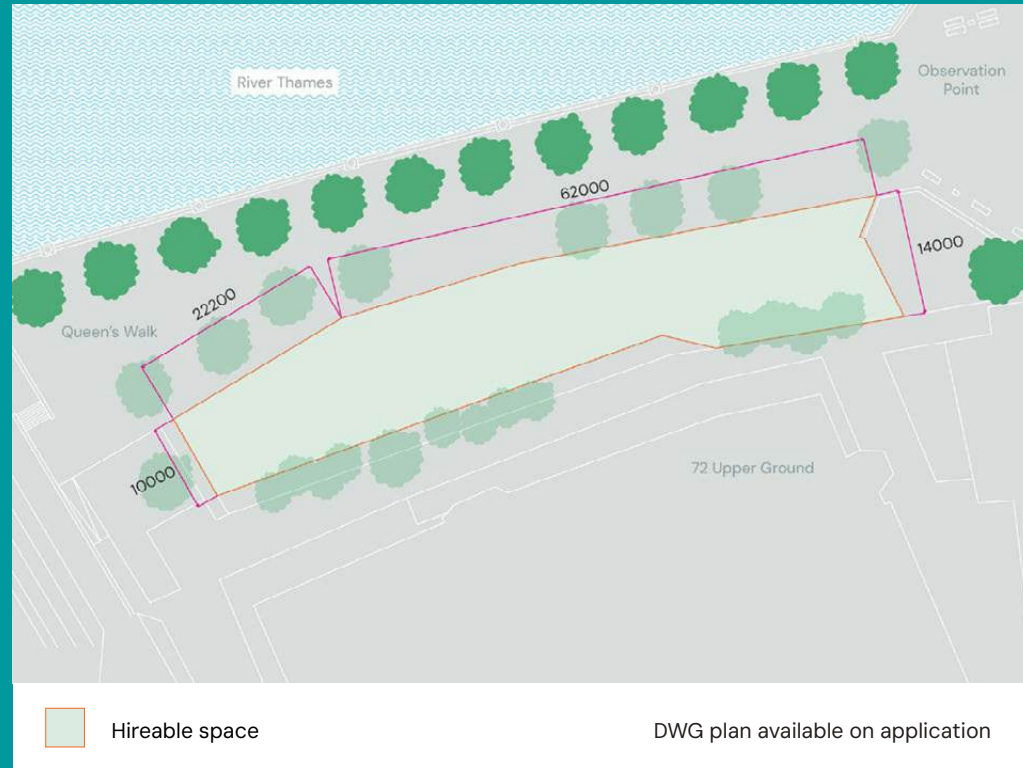 River Thames
Observation
Point
62000
14000
22200
Queen's Walk
10000
72 Upper Ground
Hireable space
DWG plan available on application